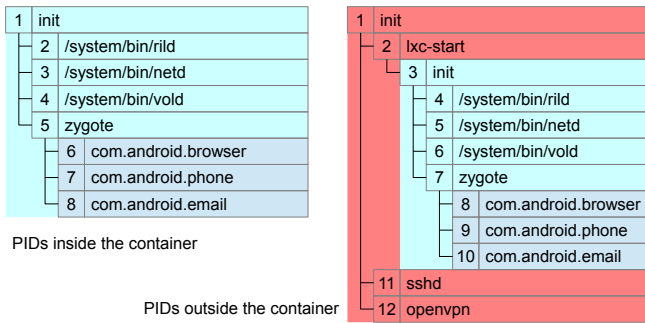 1 init
2 /system/bin/rild
3 /system/bin/netd
4 /system/bin/vold
5 zygote
6 com.android.browser
7 com.android.phone
8 com.android.email
PIDs inside the container
1 init
2 lxc-start
3 init
4 /system/bin/rild
5 /system/bin/netd
6 /system/bin/vold
7 zygote
8 com.android.browser
9 com.android.phone
10 com.android.email
11 sshd
12 openvpn
PIDs outside the container